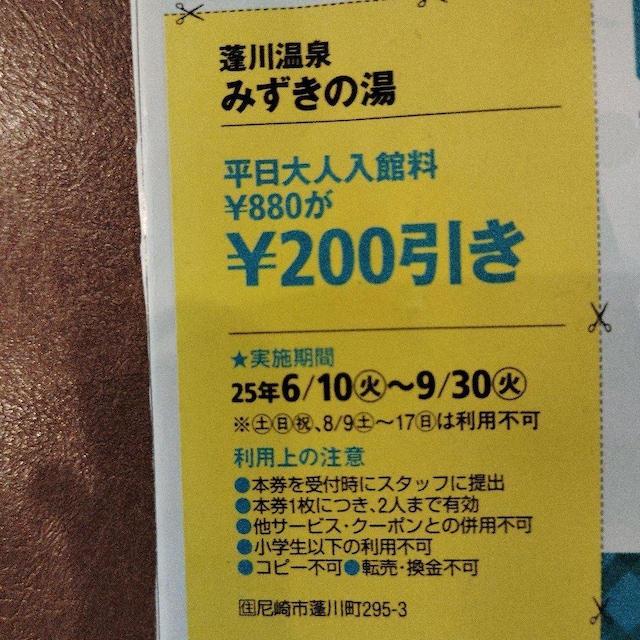 蓬川温泉
みずきの湯
平日大人入館料
¥880が
¥200引き
★実施期間
25年6/10㊋〜9/30㊋
※㊏㊐㊗、8/9㊏〜17㊐は利用不可
利用上の注意
●本券を受付時にスタッフに提出
●本券1枚につき、2人まで有効
●他サービス・クーポンとの併用不可
●小学生以下の利用不可
●コピー不可●転売・換金不可
住尼崎市蓬川町295-3